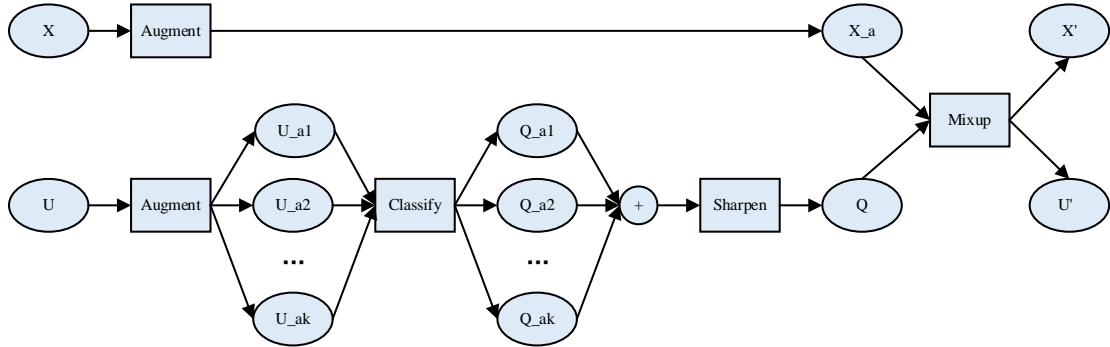 X
Augment
X_a
X'
Mixup
U
Augment
U_a1
U_a2
...
U_ak
Classify
Q_a1
Q_a2
...
Q_ak
+
Sharpen
Q
U'